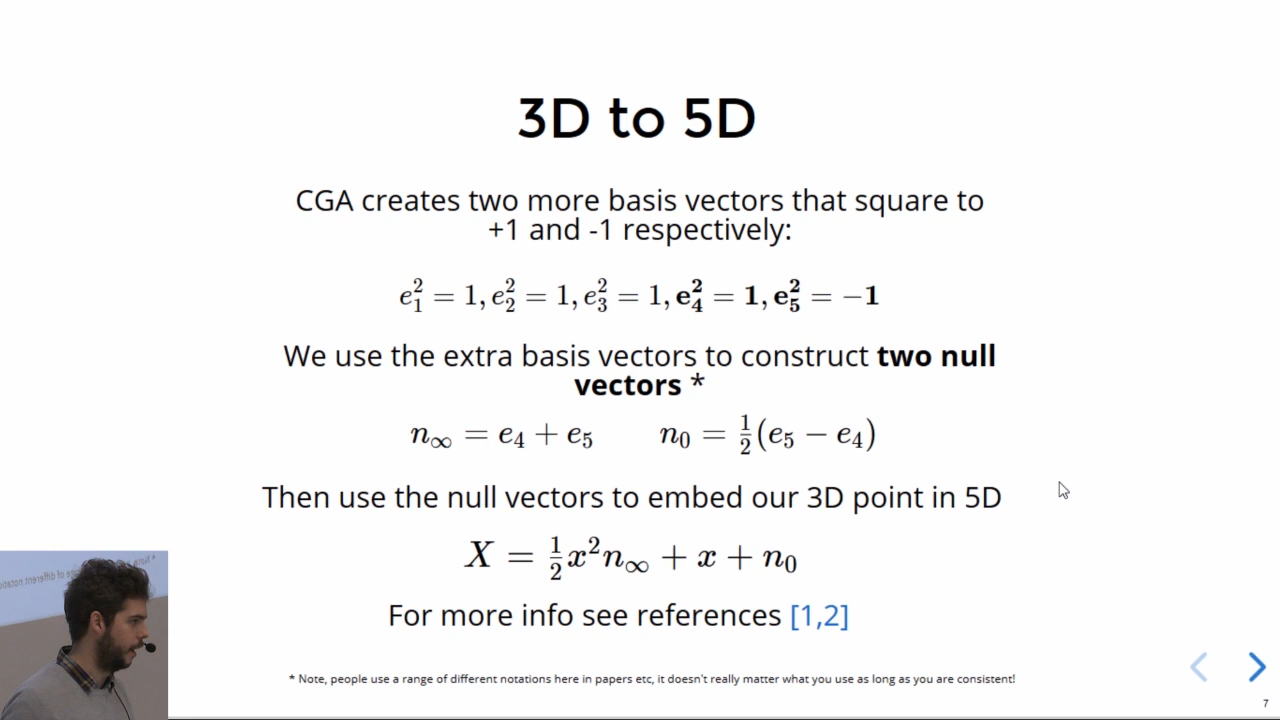 3D to 5D
CGA creates two more basis vectors that square to
+1 and -1 respectively:
e₁² = 1, e₂² = 1, e₃² = 1, e₄² = 1, e₅² = −1
We use the extra basis vectors to construct two null
vectors *
n∞ = e₄ + e₅  n₀ = ½(e₅ − e₄)
Then use the null vectors to embed our 3D point in 5D
X = ½x²n∞ + x + n₀
For more info see references [1,2]
* Note, people use a range of different notations here in papers etc, it doesn't really matter what you use as long as you are consistent!
7